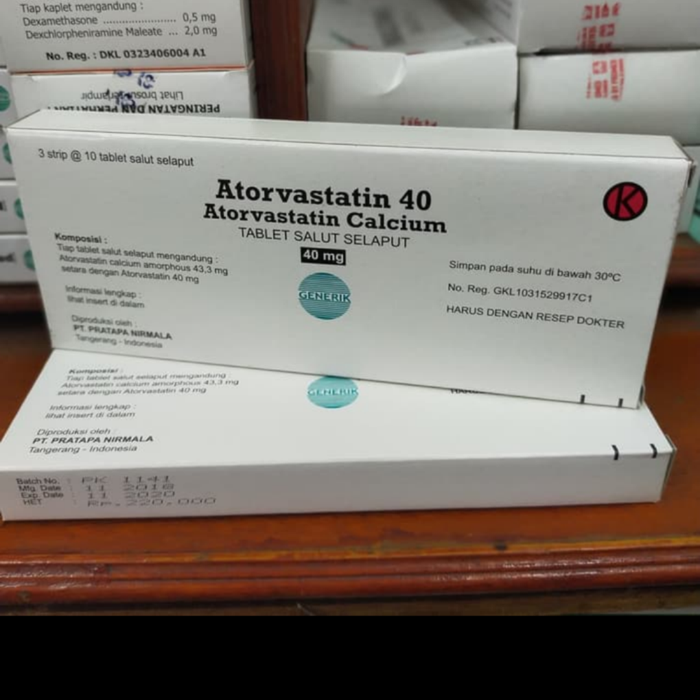 Tiap kaplet mengandung :
Dexamethasone .................... 0,5 mg
Dexchlorpheniramine Maleate ... 2,0 mg
No. Reg. : DKL 0323406004 A1
Lihat brosur
PERINGATAN DAN
3 strip @ 10 tablet salut selaput
Atorvastatin 40
Atorvastatin Calcium
TABLET SALUT SELAPUT
40 mg
GENERIK
K
Komposisi :
Tiap tablet salut selaput mengandung :
Atorvastatin calcium amorphous 43,3 mg
setara dengan Atorvastatin 40 mg
Informasi lengkap :
lihat insert di dalam
Diproduksi oleh :
PT. PRATAPA NIRMALA
Tangerang - Indonesia
Simpan pada suhu di bawah 30ºC
No. Reg. GKL1031529917C1
HARUS DENGAN RESEP DOKTER
Komposisi :
Tiap tablet salut selaput mengandung :
Atorvastatin calcium amorphous 43,3 mg
setara dengan Atorvastatin 40 mg
Informasi lengkap :
lihat insert di dalam
Diproduksi oleh :
PT. PRATAPA NIRMALA
Tangerang - Indonesia
GENERIK
Batch No. : PK 1141
Mfg. Date : 11 2018
Exp. Date : 11 2020
HET : Rp. 220,000